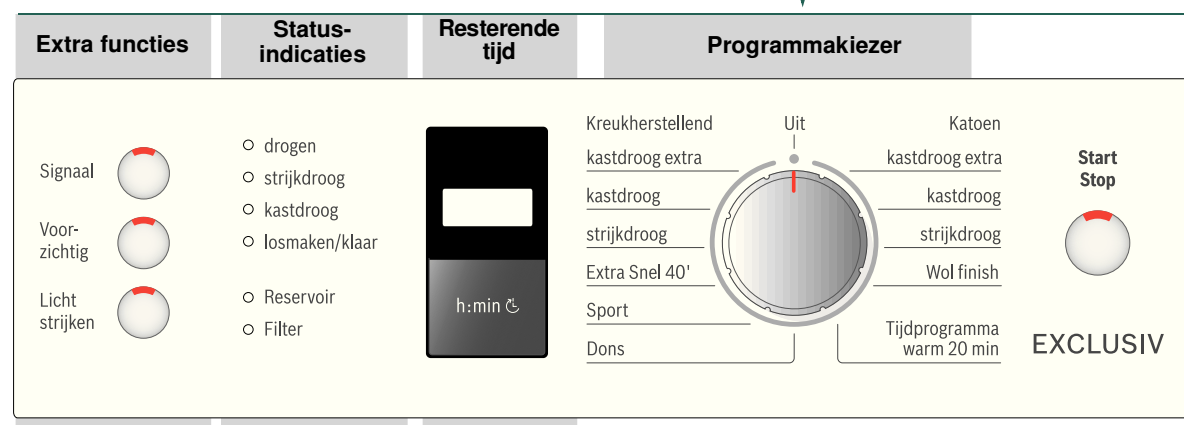 Extra functies
Status-
indicaties
Resterende
tijd
Programmakiezer
Signaal
Voor-
zichtig
Licht
strijken
drogen
strijkdroog
kastdroog
losmaken/klaar
Reservoir
Filter
h:min
Kreukherstellend
kastdroog extra
kastdroog
strijkdroog
Extra Snel 40'
Sport
Dons
Uit
Katoen
kastdroog extra
kastdroog
strijkdroog
Wol finish
Tijdprogramma
warm 20 min
Start
Stop
EXCLUSIV